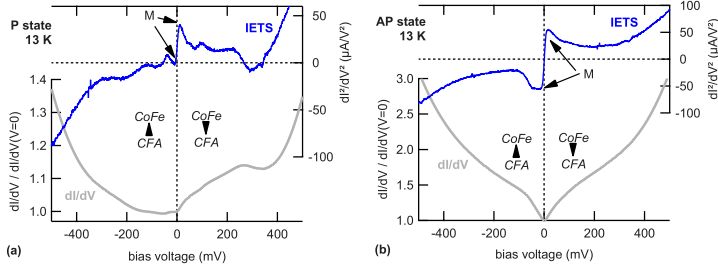 P state
13 K
M
IETS
50
0
-50
-100
dI²/dV² (μA/V²)
1.4
1.3
1.2
1.1
1.0
dI/dV / dI/dV(V=0)
CoFe
CFA
CoFe
CFA
dI/dV
-400
-200
0
200
400
bias voltage (mV)
(a)
AP state
13 K
IETS
M
100
50
0
-50
-100
dI²/dV² (μA/V²)
3.0
2.5
2.0
1.5
1.0
dI/dV / dI/dV(V=0)
CoFe
CFA
CoFe
CFA
dI/dV
-400
-200
0
200
400
bias voltage (mV)
(b)